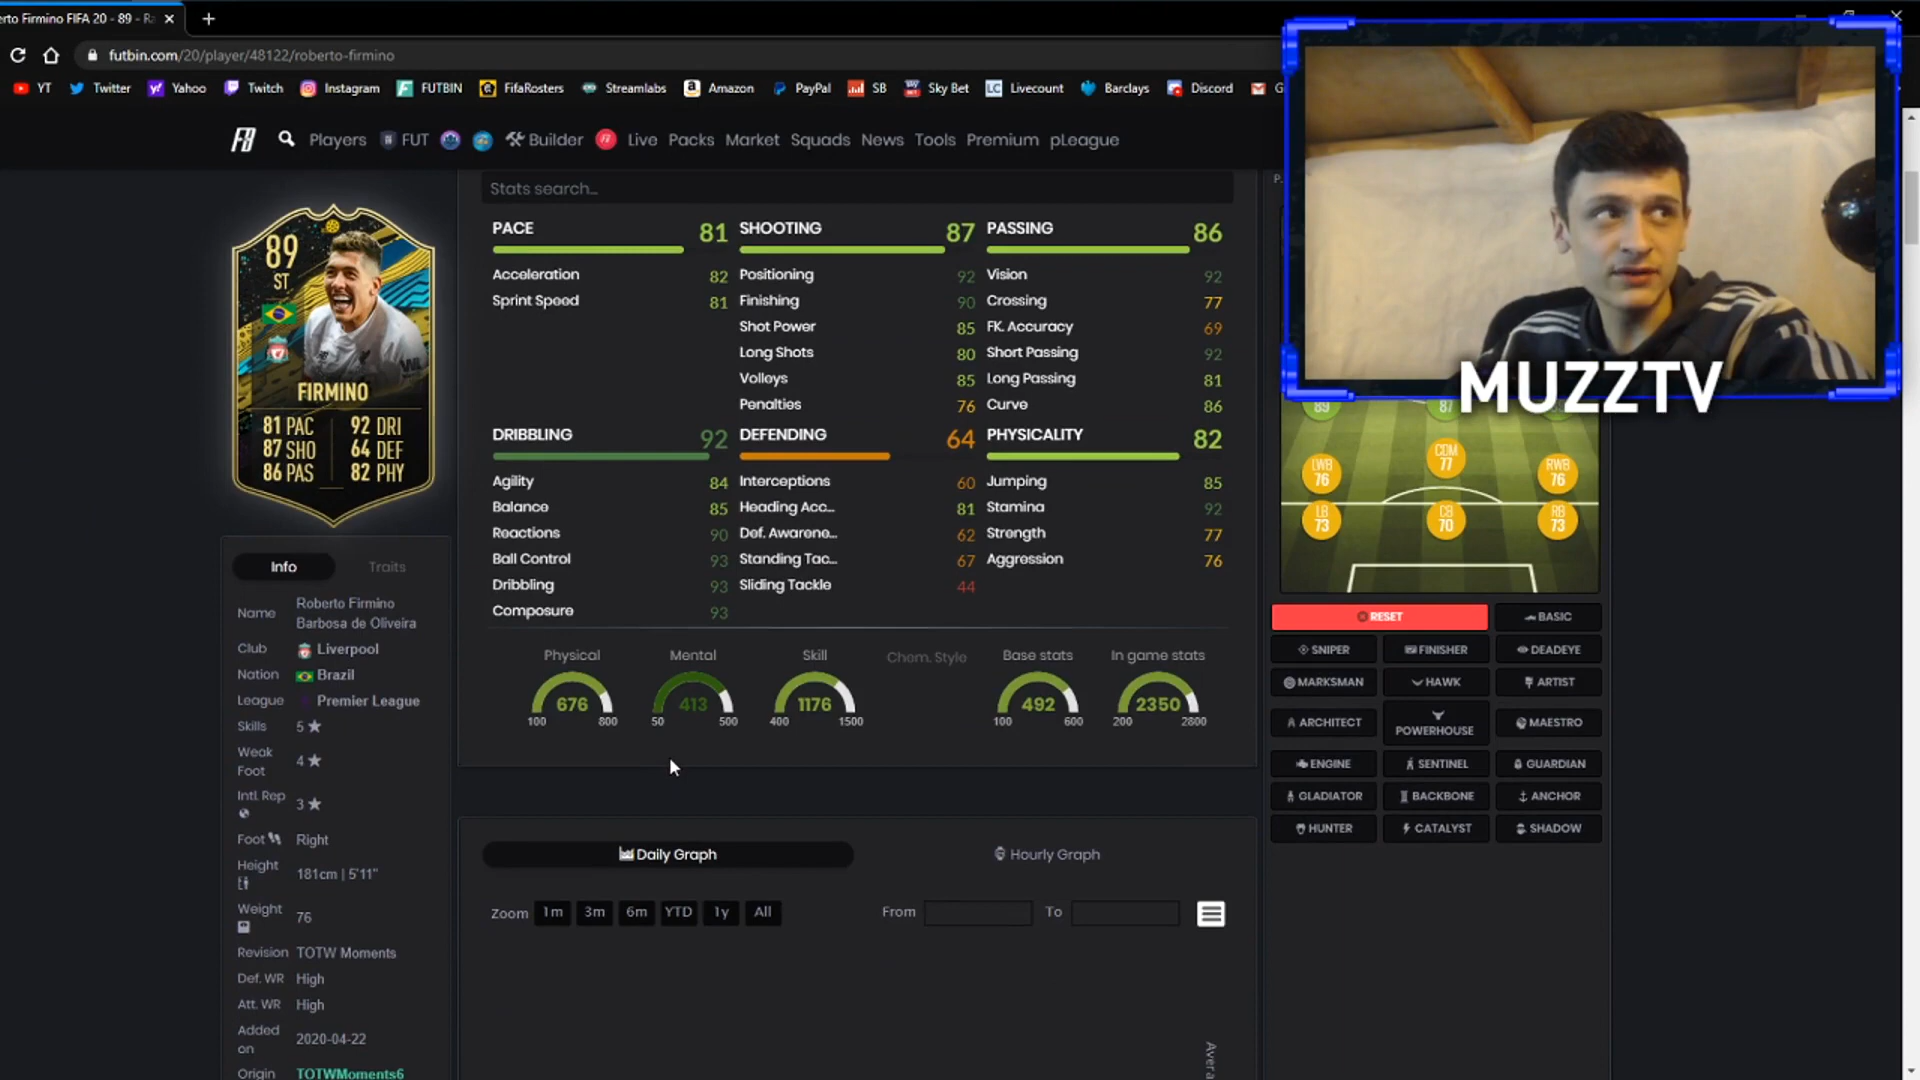 erto Firmino FIFA 20 - 89 - Ra
futbin.com/20/player/48122/roberto-firmino
YT Twitter Yahoo Twitch Instagram FUTBIN FifaRosters Streamlabs Amazon PayPal SB Sky Bet Livecount Barclays Discord G
Players FUT Builder Live Packs Market Squads News Tools Premium pLeague
MUZZTV
89
ST
FIRMINO
81 PAC 92 DRI
87 SHO 64 DEF
86 PAS 82 PHY
Stats search...
PACE 81
Acceleration 82
Sprint Speed 81
SHOOTING 87
Positioning 92
Finishing 90
Shot Power 85
Long Shots 80
Volleys 85
Penalties 76
PASSING 86
Vision 92
Crossing 77
FK. Accuracy 69
Short Passing 92
Long Passing 81
Curve 86
DRIBBLING 92
Agility 84
Balance 85
Reactions 90
Ball Control 93
Dribbling 93
Composure 93
DEFENDING 64
Interceptions 60
Heading Acc... 81
Def. Awarene... 62
Standing Tac... 67
Sliding Tackle 44
PHYSICALITY 82
Jumping 85
Stamina 92
Strength 77
Aggression 76
Physical Mental Skill Chem. Style Base stats In game stats
676 413 1176 492 2350
100 800 50 500 400 1500 100 600 200 2800
Daily Graph Hourly Graph
Zoom 1m 3m 6m YTD 1y All From To
Info Traits
Name Roberto Firmino
Barbosa de Oliveira
Club Liverpool
Nation Brazil
League Premier League
Skills 5
Weak
Foot 4
Intl. Rep 3
Foot Right
Height 181cm | 5'11"
Weight 76
Revision TOTW Moments
Def. WR High
Att. WR High
Added
on 2020-04-22
Origin TOTWMoments6
89 87
LWB 76 CDM 77 RWB 76
LB 73 CB 70 RB 73
RESET BASIC
SNIPER FINISHER DEADEYE
MARKSMAN HAWK ARTIST
ARCHITECT POWERHOUSE MAESTRO
ENGINE SENTINEL GUARDIAN
GLADIATOR BACKBONE ANCHOR
HUNTER CATALYST SHADOW